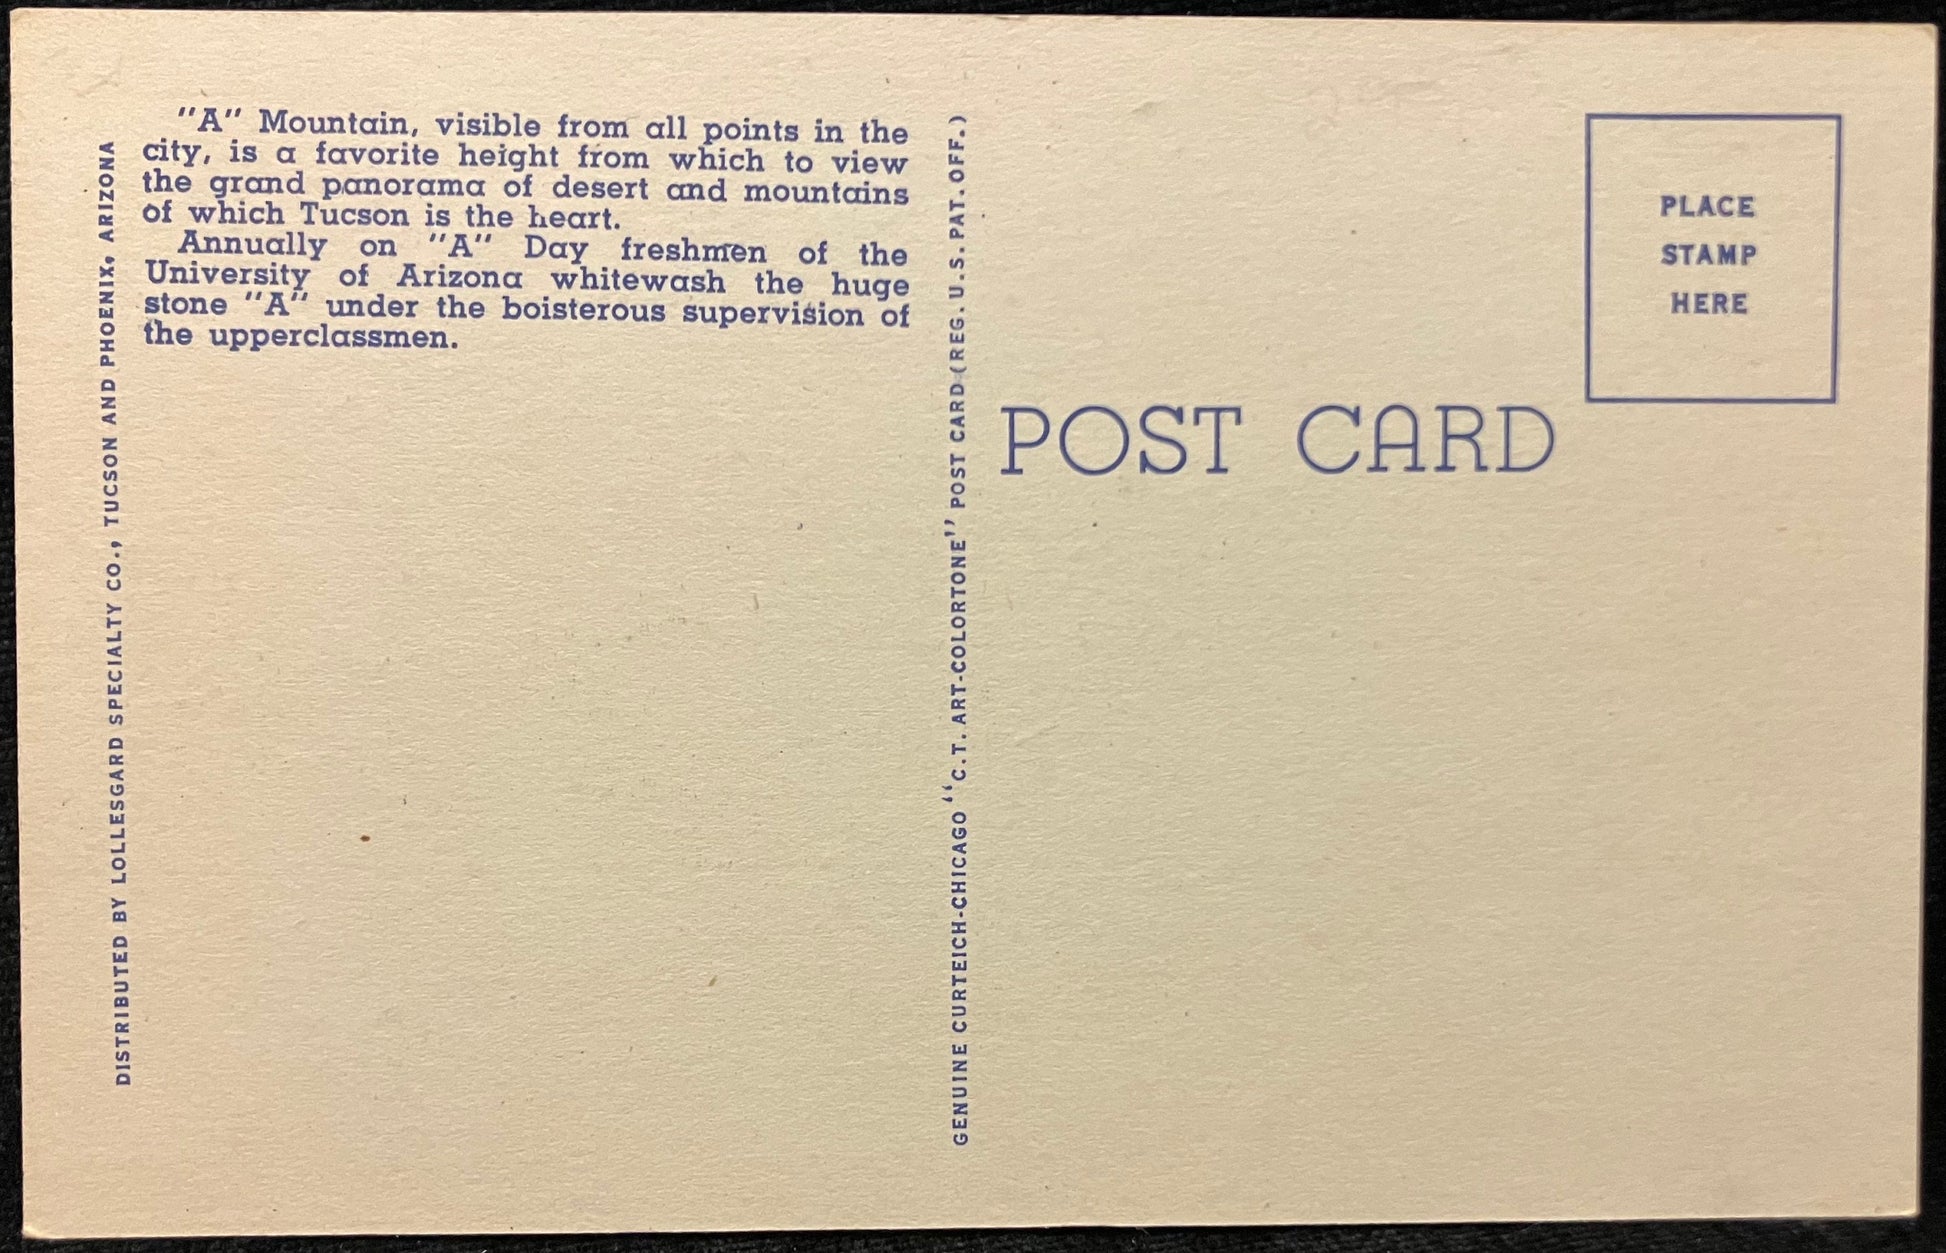 "A" Mountain, visible from all points in the
city, is a favorite height from which to view
the grand panorama of desert and mountains
of which Tucson is the heart.
Annually on "A" Day freshmen of the
University of Arizona whitewash the huge
stone "A" under the boisterous supervision of
the upperclassmen.
DISTRIBUTED BY LOLLESGARD SPECIALTY CO., TUCSON AND PHOENIX, ARIZONA
GENUINE CURTEICH-CHICAGO "C.T. ART-COLORTONE" POST CARD (REG. U.S. PAT. OFF.)
POST CARD
PLACE
STAMP
HERE